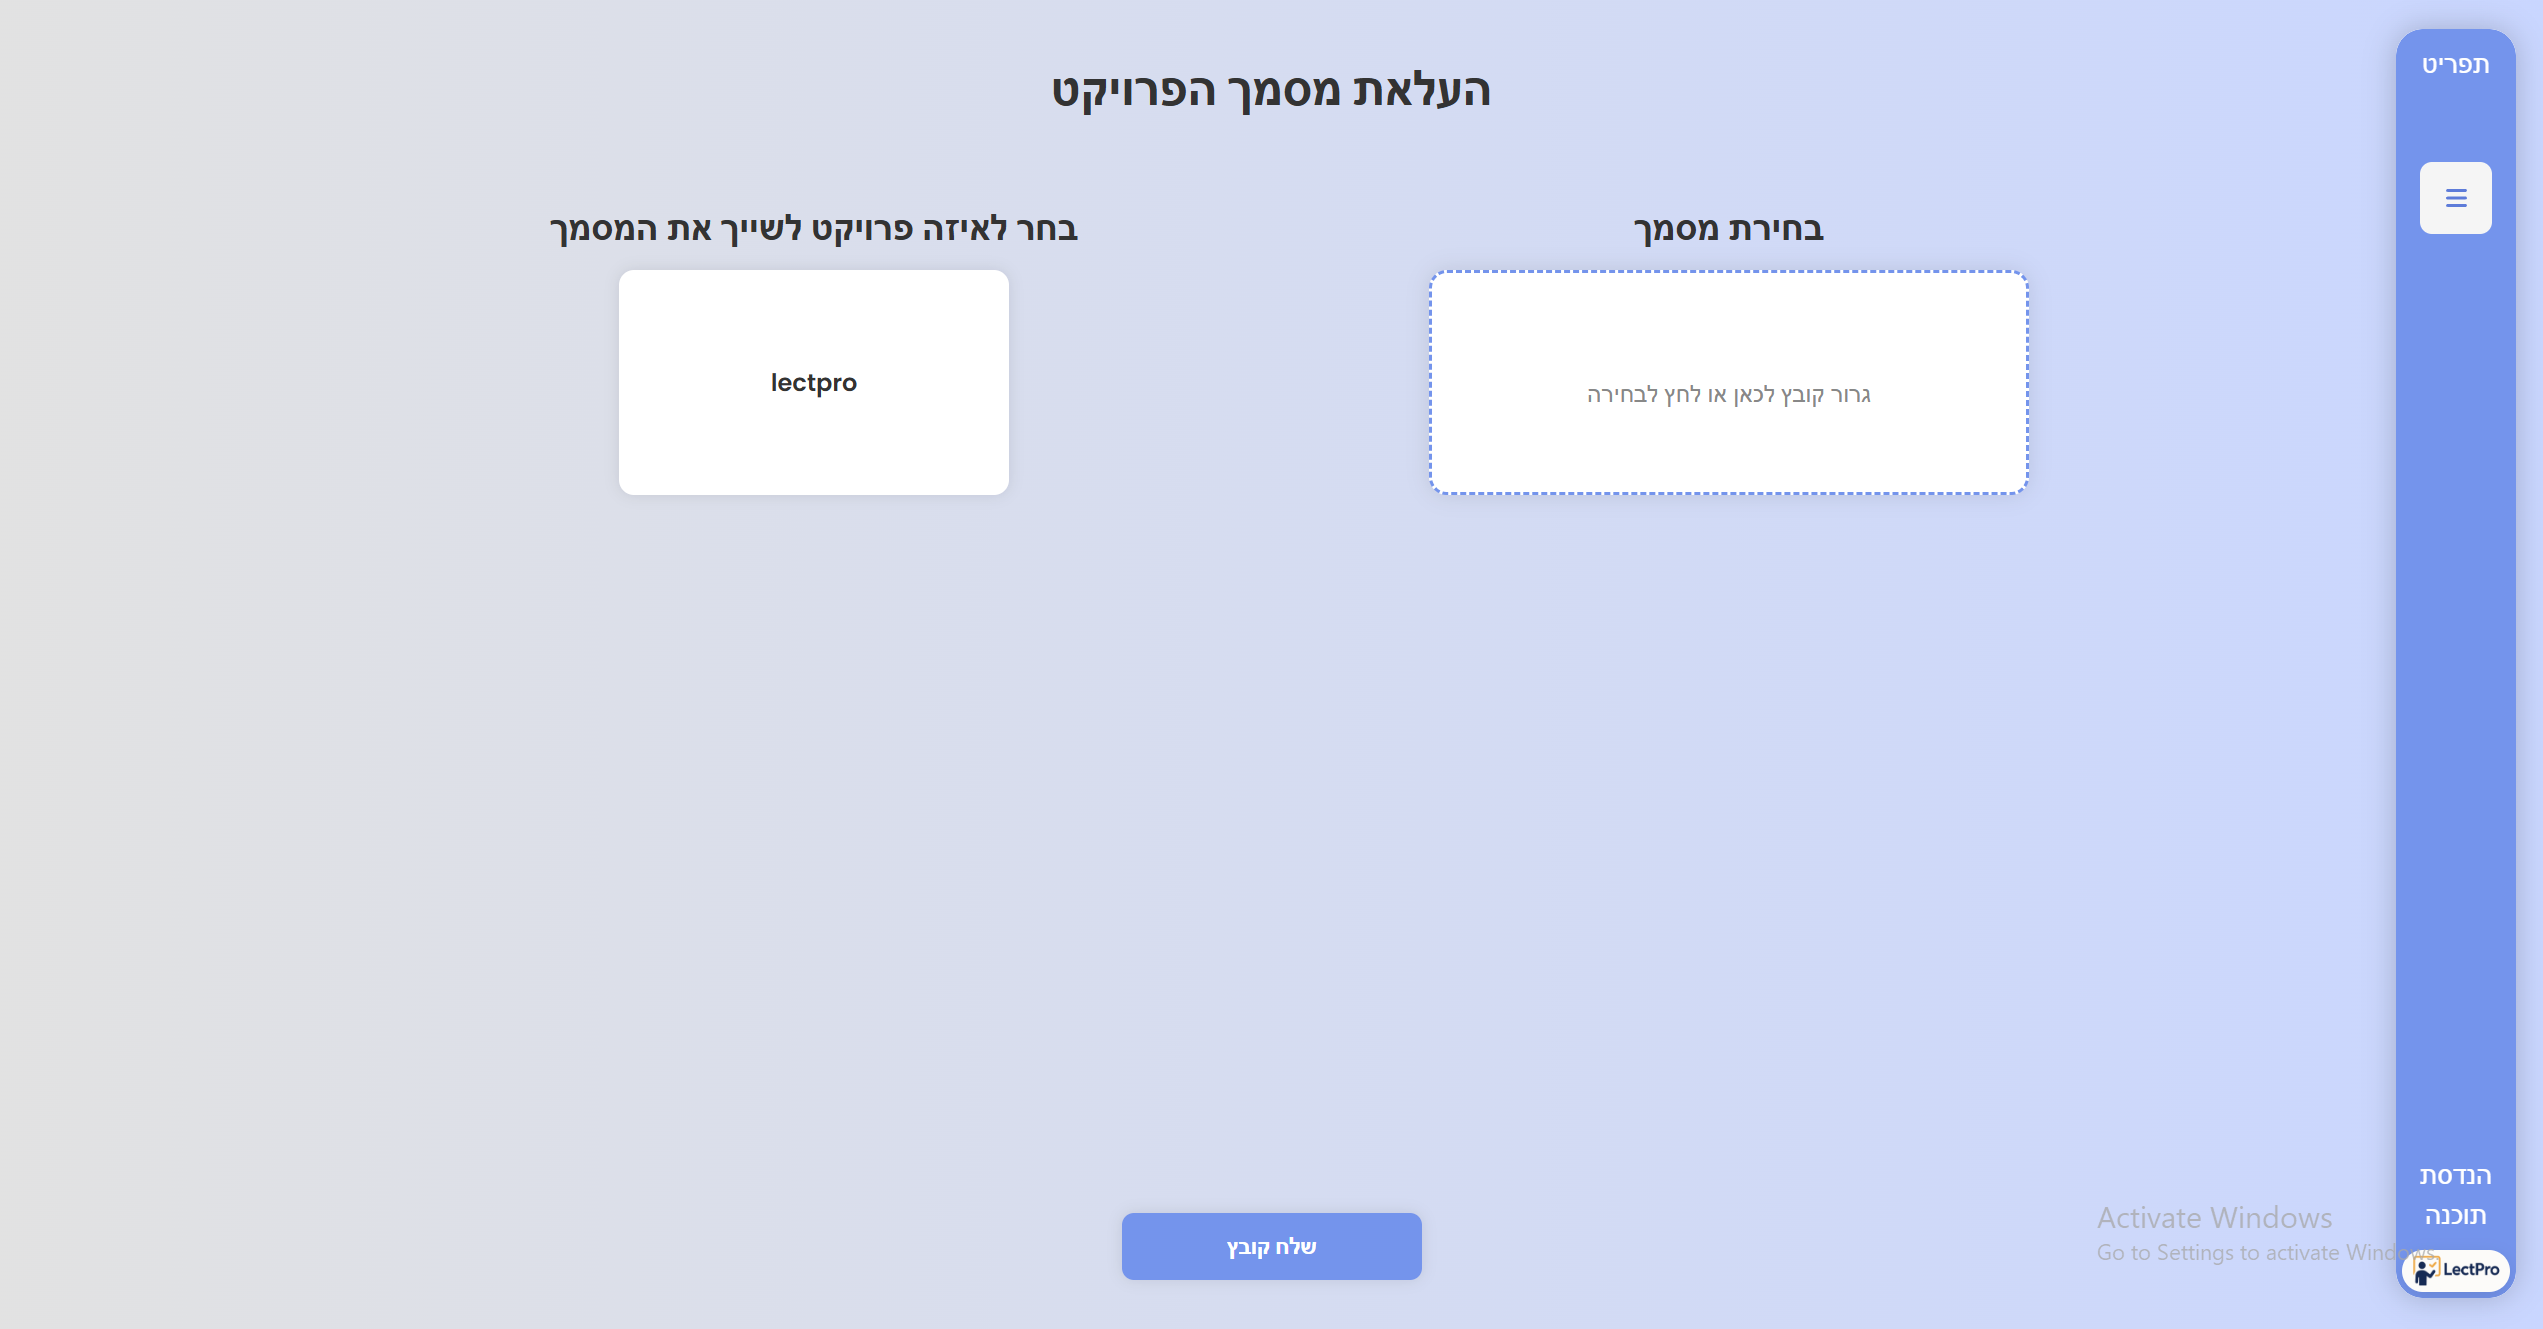 תפריט
העלאת מסמך הפרויקט
בחירת מסמך
גרור קובץ לכאן או לחץ לבחירה
בחר לאיזה פרויקט לשייך את המסמך
lectpro
שלח קובץ
הנדסת
תוכנה
LectPro
Activate Windows
Go to Settings to activate Windows.